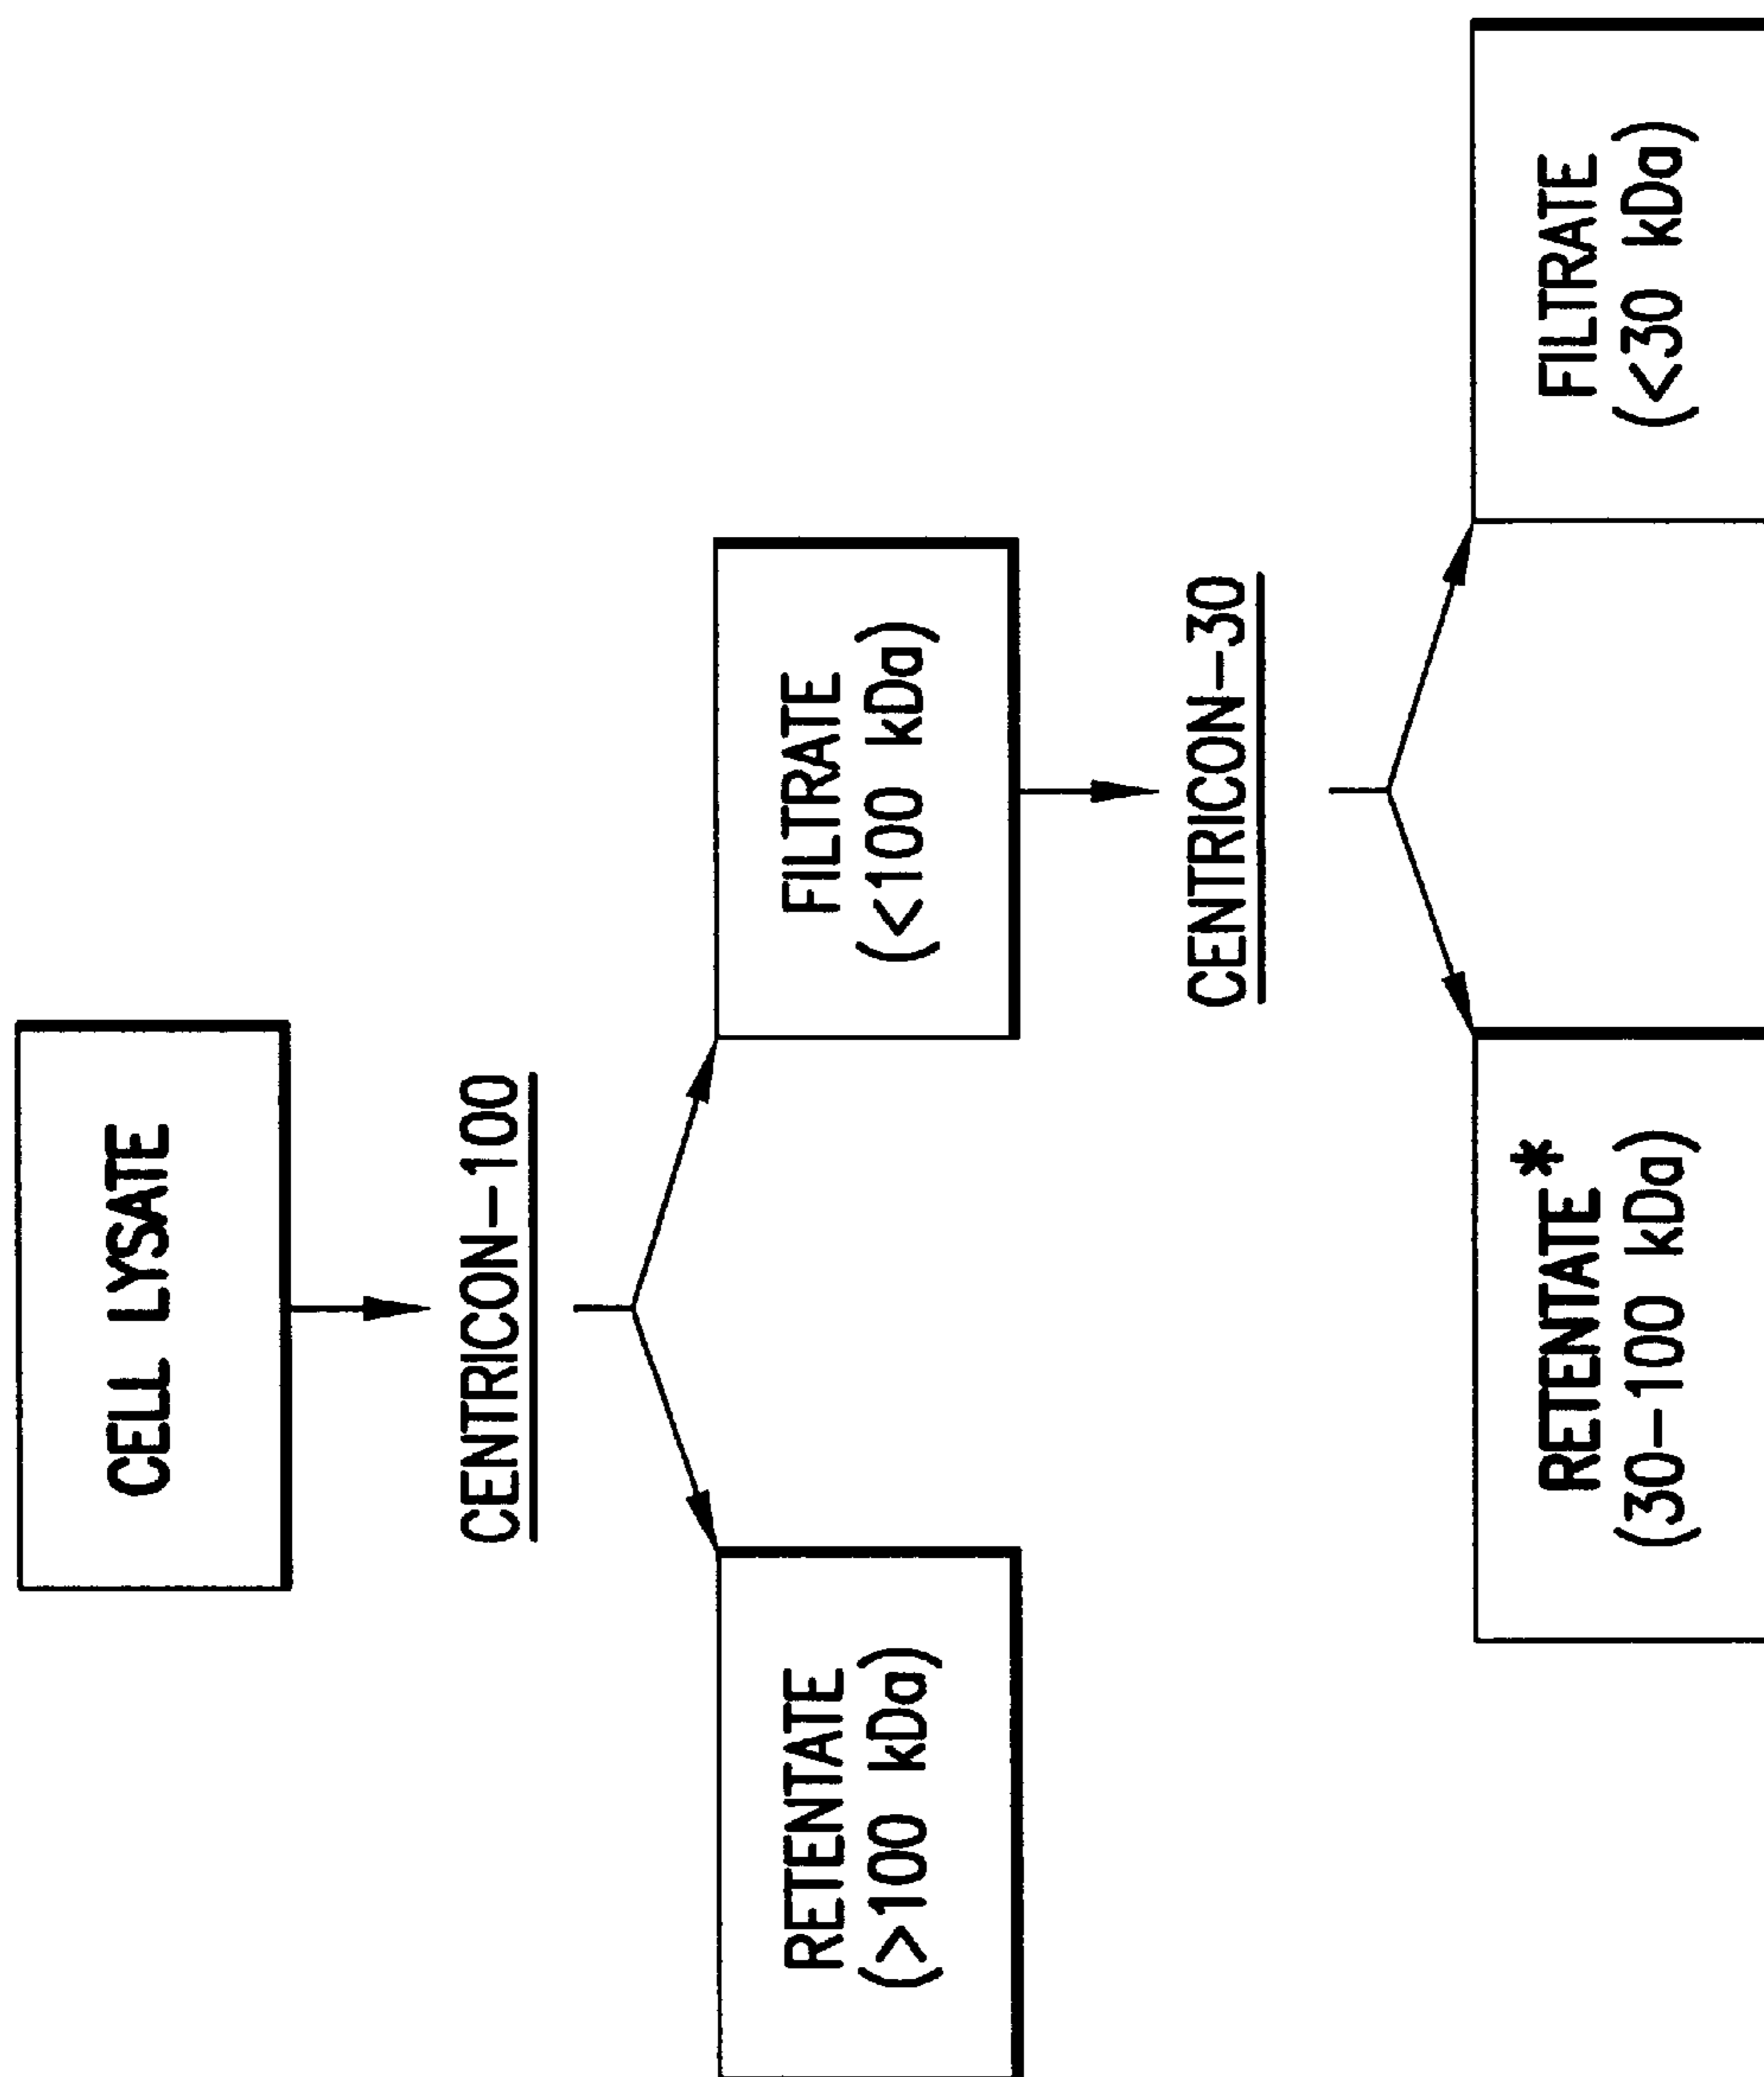 CELL LYSATE
CENTRICON-100
RETENTATE
(>100 kDa)
FILTRATE
(<100 kDa)
CENTRICON-30
RETENTATE*
(30-100 kDa)
FILTRATE
(<30 kDa)